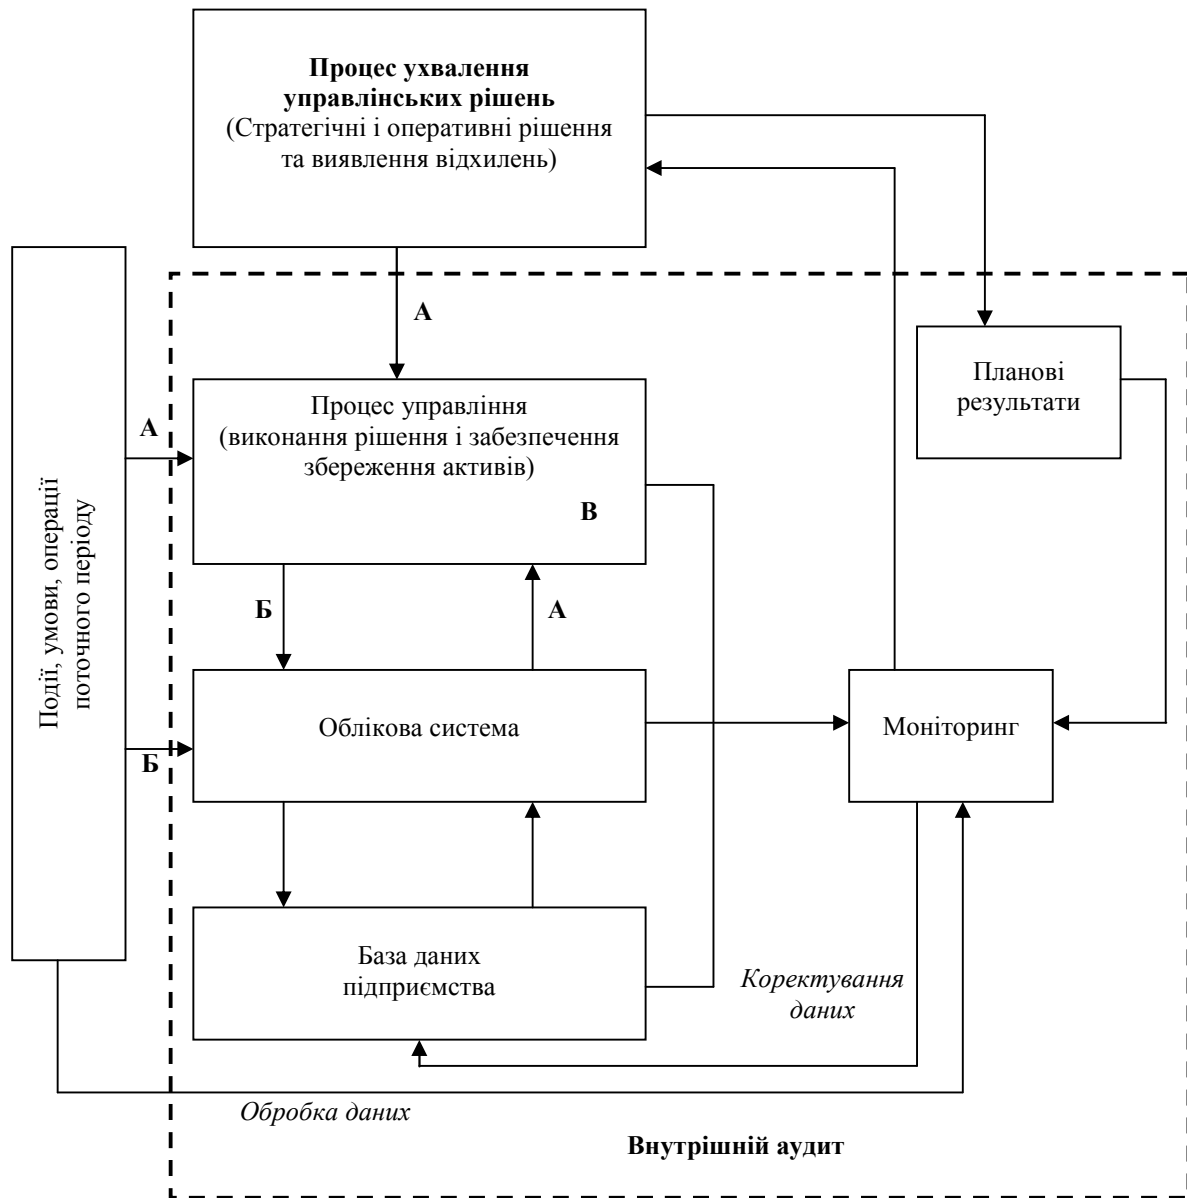 Процес ухвалення
управлінських рішень
(Стратегічні і оперативні рішення
та виявлення відхилень)
А
Планові
результати
Процес управління
(виконання рішення і забезпечення
збереження активів)
А
В
Події, умови, операції
поточного періоду
Б
А
Облікова система
Моніторинг
Б
База даних
підприємства
Коректування
даних
Обробка даних
Внутрішній аудит